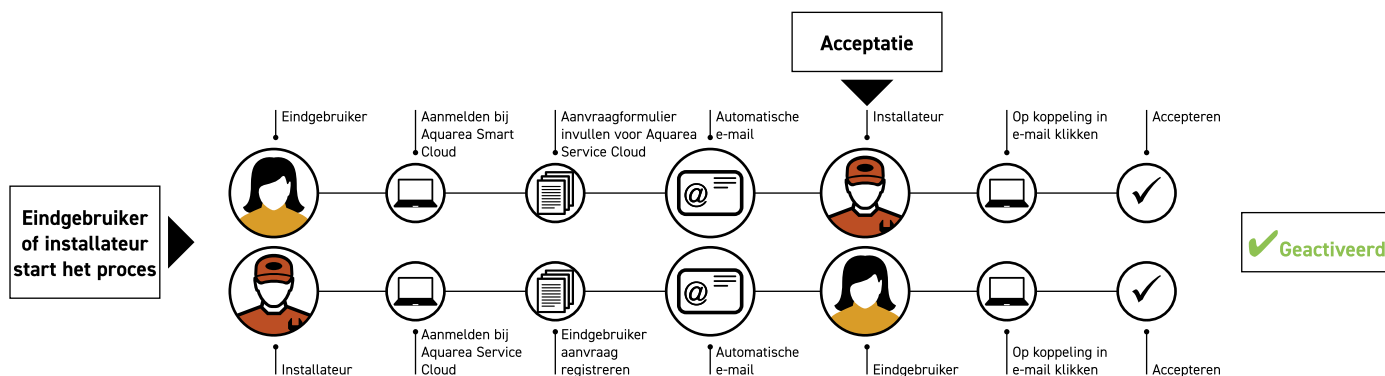 Acceptatie
Eindgebruiker
Aanmelden bij
Aquarea Smart
Cloud
Aanvraagformulier
invullen voor Aquarea
Service Cloud
Automatische
e-mail
Installateur
Op koppeling in
e-mail klikken
Accepteren
Eindgebruiker
of installateur
start het proces
@
@
Geactiveerd
Installateur
Aanmelden bij
Aquarea Service
Cloud
Eindgebruiker
aanvraag
registreren
Automatische
e-mail
Eindgebruiker
Op koppeling in
e-mail klikken
Accepteren